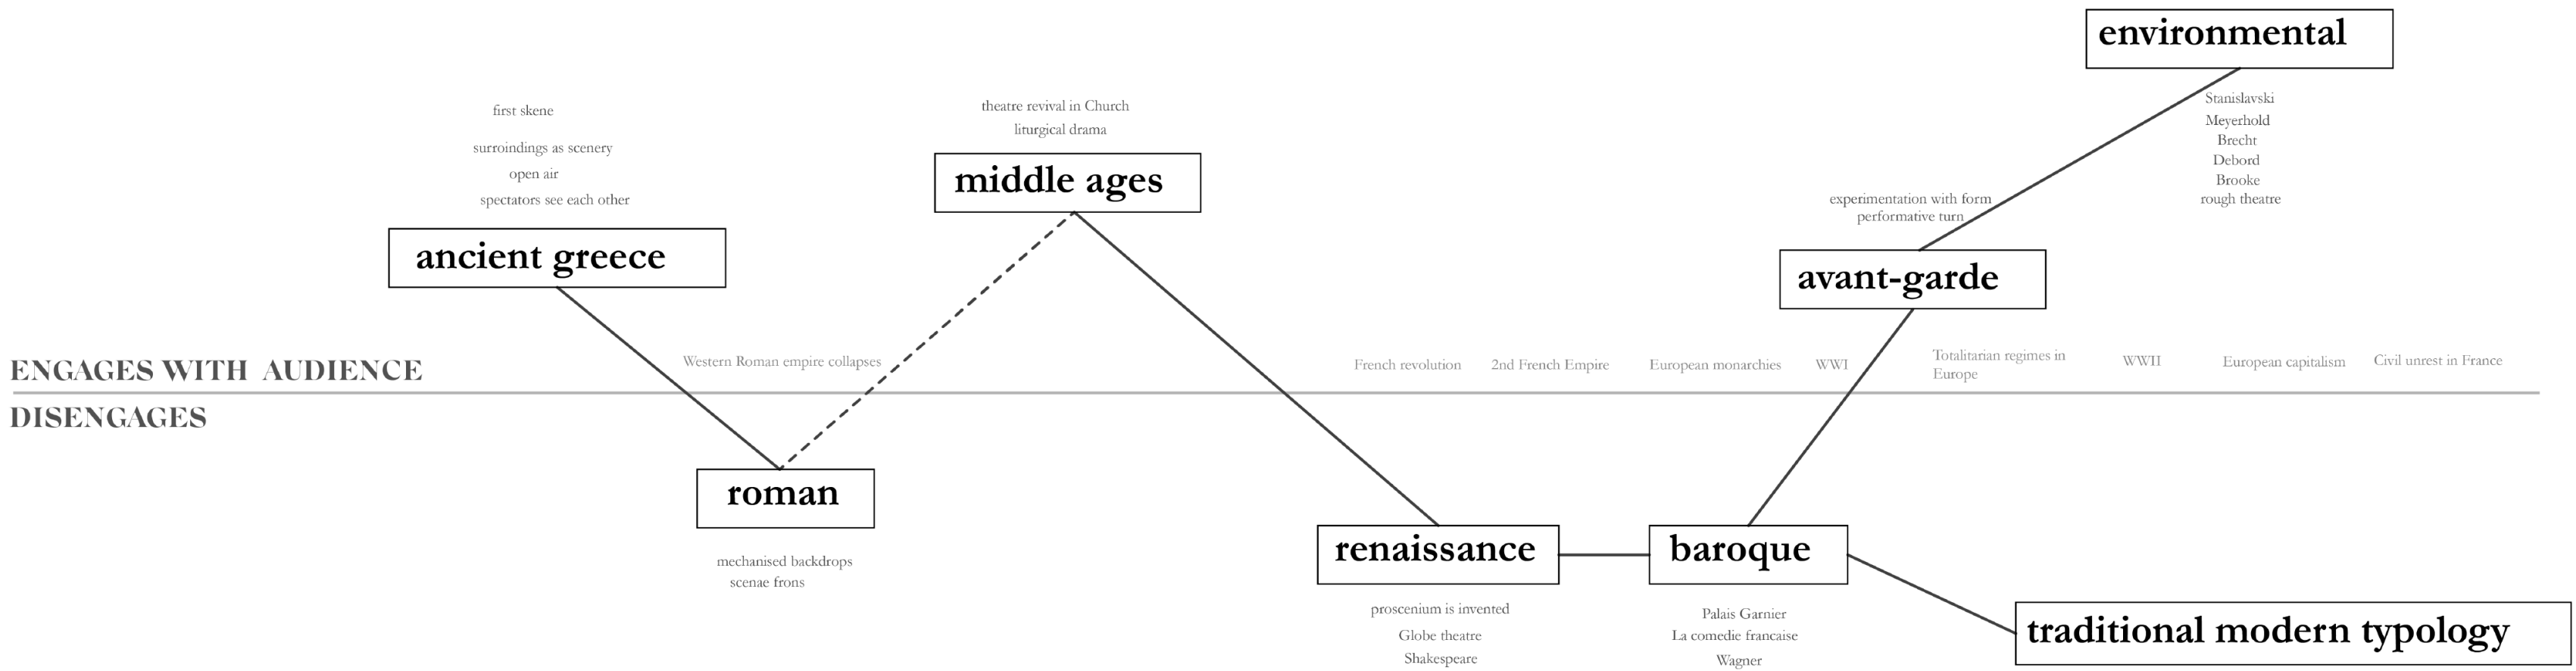 environmental
Stanislavski
Meyerhold
Brecht
Debord
Brooke
rough theatre
first skene
surroindings as scenery
open air
spectators see each other
ancient greece
theatre revival in Church
liturgical drama
middle ages
experimentation with form
performative turn
avant-garde
ENGAGES WITH AUDIENCE
DISENGAGES
Western Roman empire collapses
French revolution
2nd French Empire
European monarchies
WWI
Totalitarian regimes in
Europe
WWII
European capitalism
Civil unrest in France
roman
mechanised backdrops
scenae frons
renaissance
proscenium is invented
Globe theatre
Shakespeare
baroque
Palais Garnier
La comedie francaise
Wagner
traditional modern typology